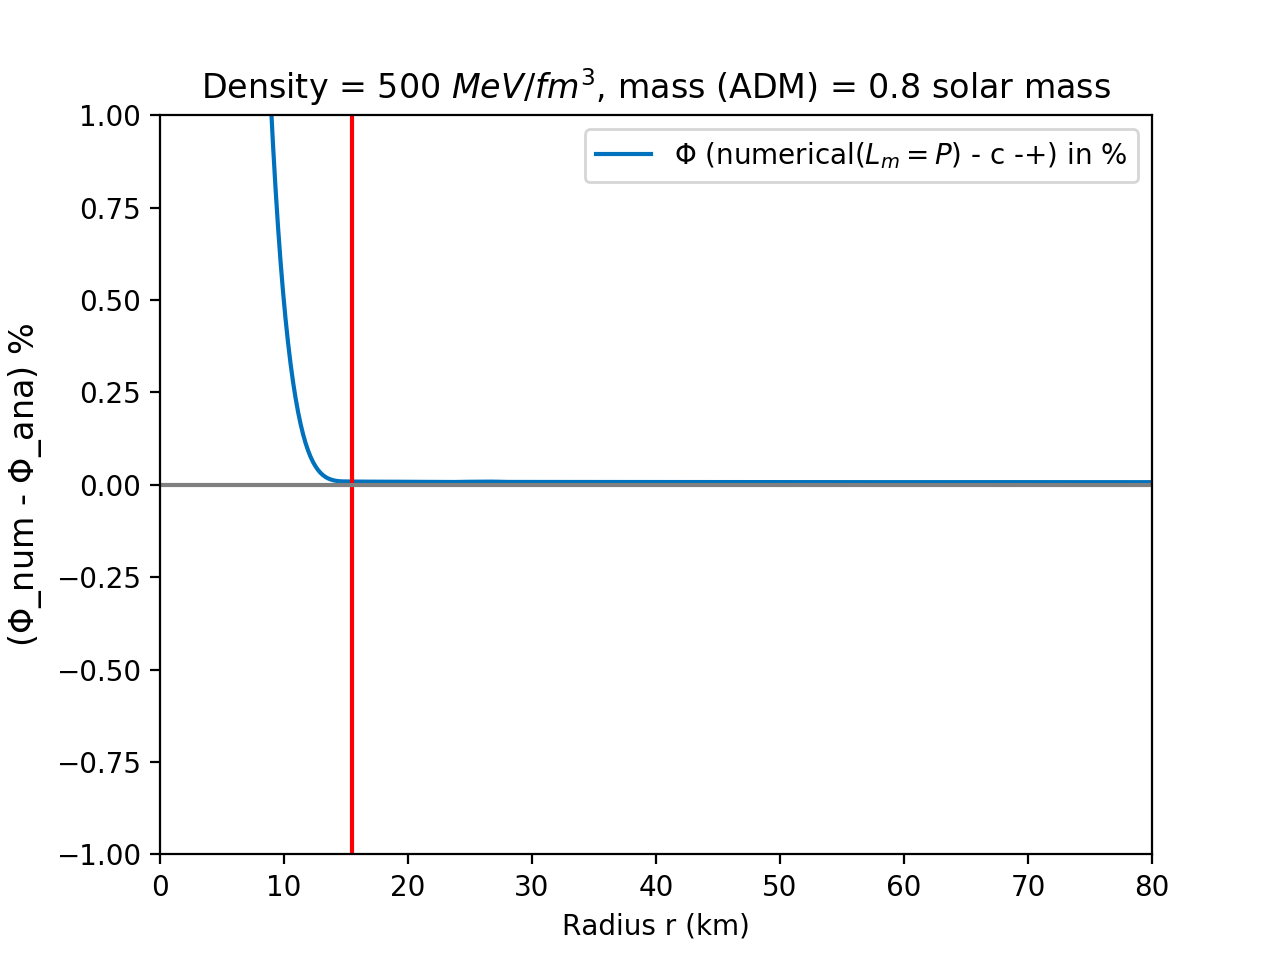 Density = 500 MeV/fm³, mass (ADM) = 0.8 solar mass
Φ (numerical(Lₘ = P) - c -+) in %
(Φ_num - Φ_ana) %
1.00
0.75
0.50
0.25
0.00
−0.25
−0.50
−0.75
−1.00
0 10 20 30 40 50 60 70 80
Radius r (km)